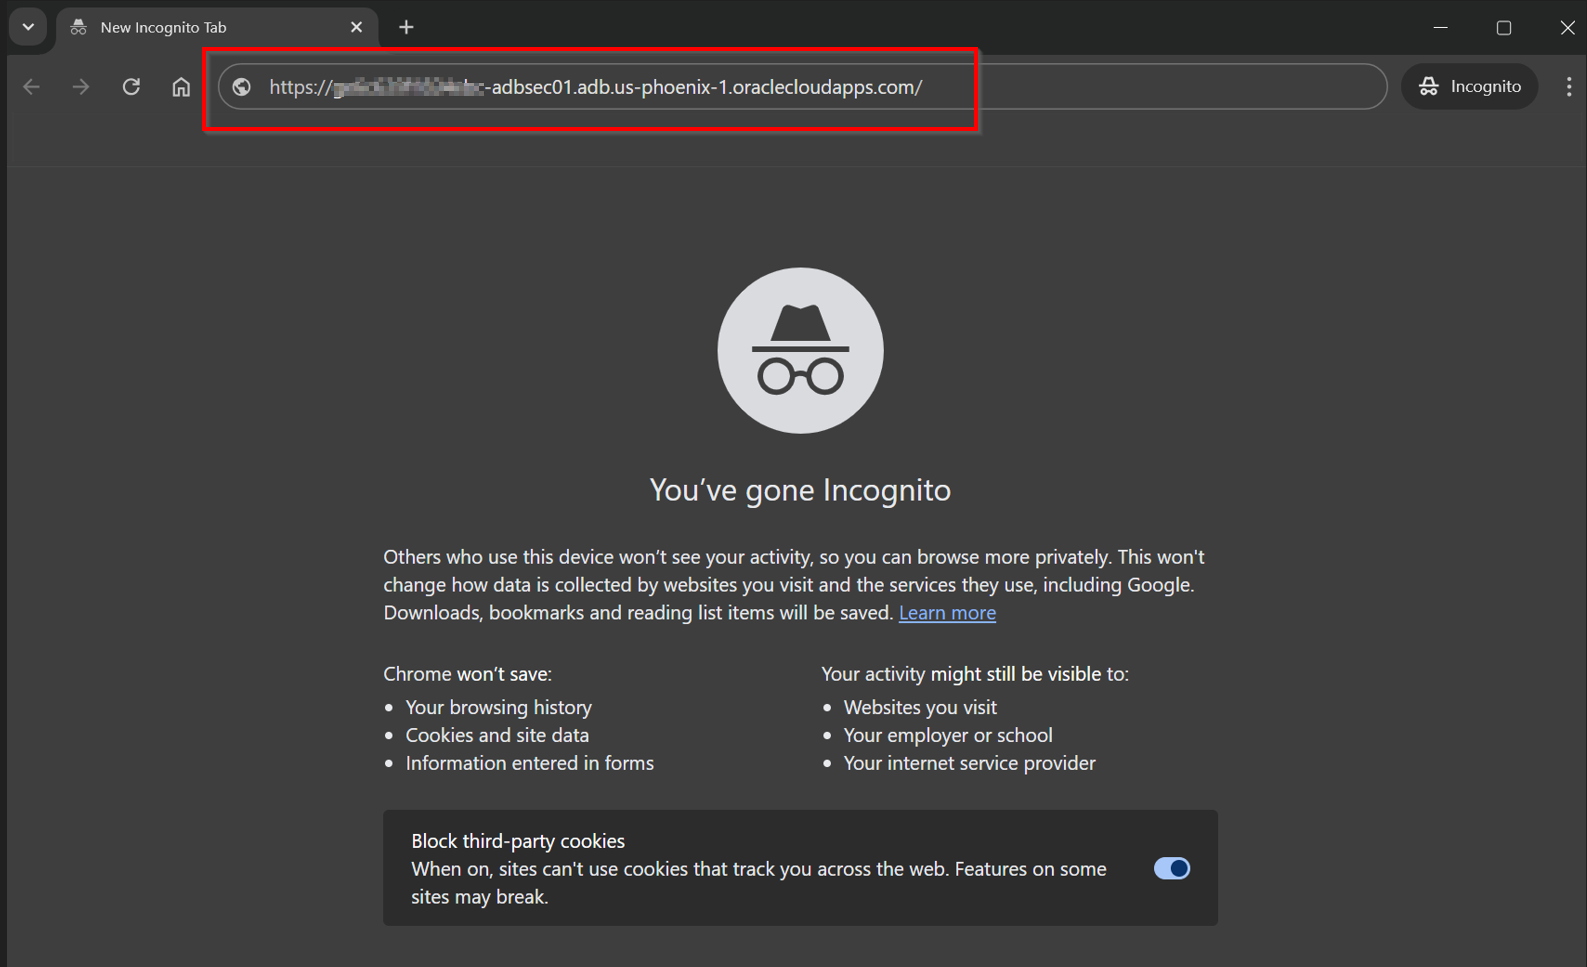 New Incognito Tab
https://-adbsec01.adb.us-phoenix-1.oraclecloudapps.com/
Incognito
You’ve gone Incognito
Others who use this device won’t see your activity, so you can browse more privately. This won't
change how data is collected by websites you visit and the services they use, including Google.
Downloads, bookmarks and reading list items will be saved. Learn more
Chrome won’t save:
Your browsing history
Cookies and site data
Information entered in forms
Your activity might still be visible to:
Websites you visit
Your employer or school
Your internet service provider
Block third-party cookies
When on, sites can't use cookies that track you across the web. Features on some
sites may break.